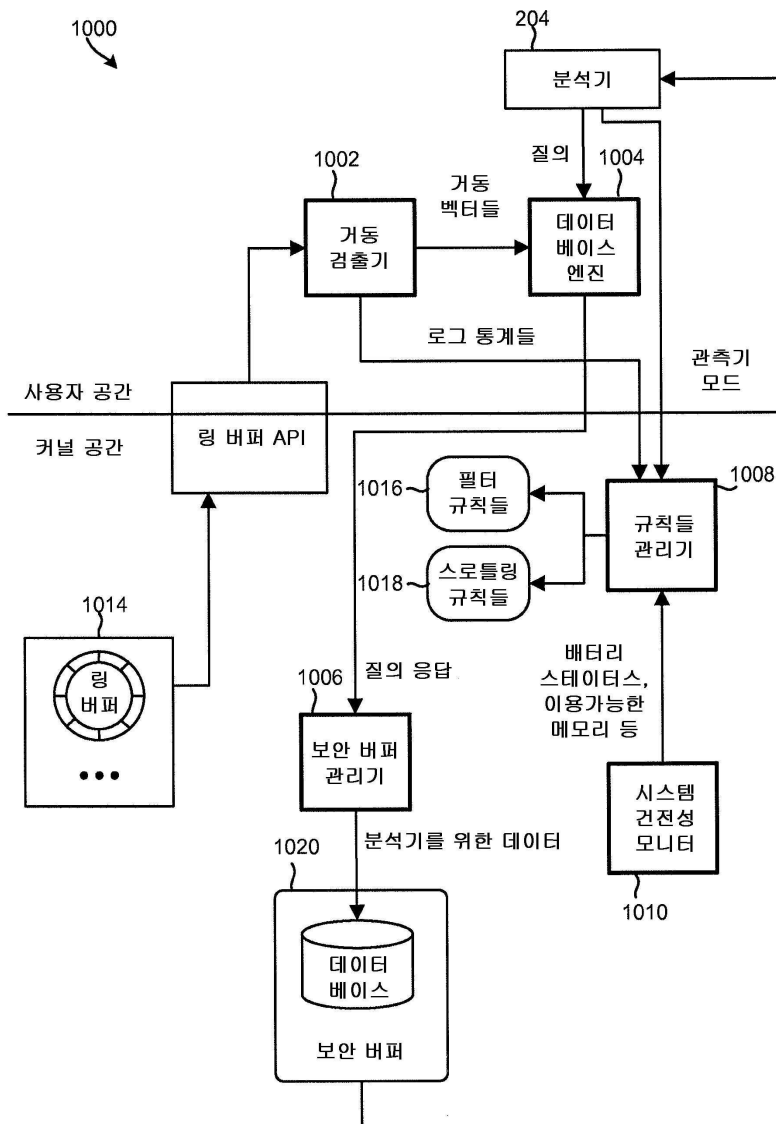 1000
204
분석기
질의
1004
1002
거동
벡터들
거동
검출기
데이터
베이스
엔진
로그 통계들
관측기
모드
사용자 공간
커널 공간
링 버퍼 API
1016
필터
규칙들
1008
규칙들
관리기
1018
스로틀링
규칙들
1014
링
버퍼
질의 응답
1006
보안 버퍼
관리기
배터리
스테이터스,
이용가능한
메모리 등
시스템
건전성
모니터
1010
분석기를 위한 데이터
1020
데이터
베이스
보안 버퍼